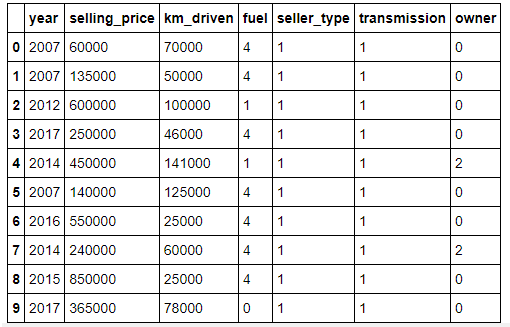 year selling_price km_driven fuel seller_type transmission owner
0 2007 60000 70000 4 1 1 0
1 2007 135000 50000 4 1 1 0
2 2012 600000 100000 1 1 1 0
3 2017 250000 46000 4 1 1 0
4 2014 450000 141000 1 1 1 2
5 2007 140000 125000 4 1 1 0
6 2016 550000 25000 4 1 1 0
7 2014 240000 60000 4 1 1 2
8 2015 850000 25000 4 1 1 0
9 2017 365000 78000 0 1 1 0